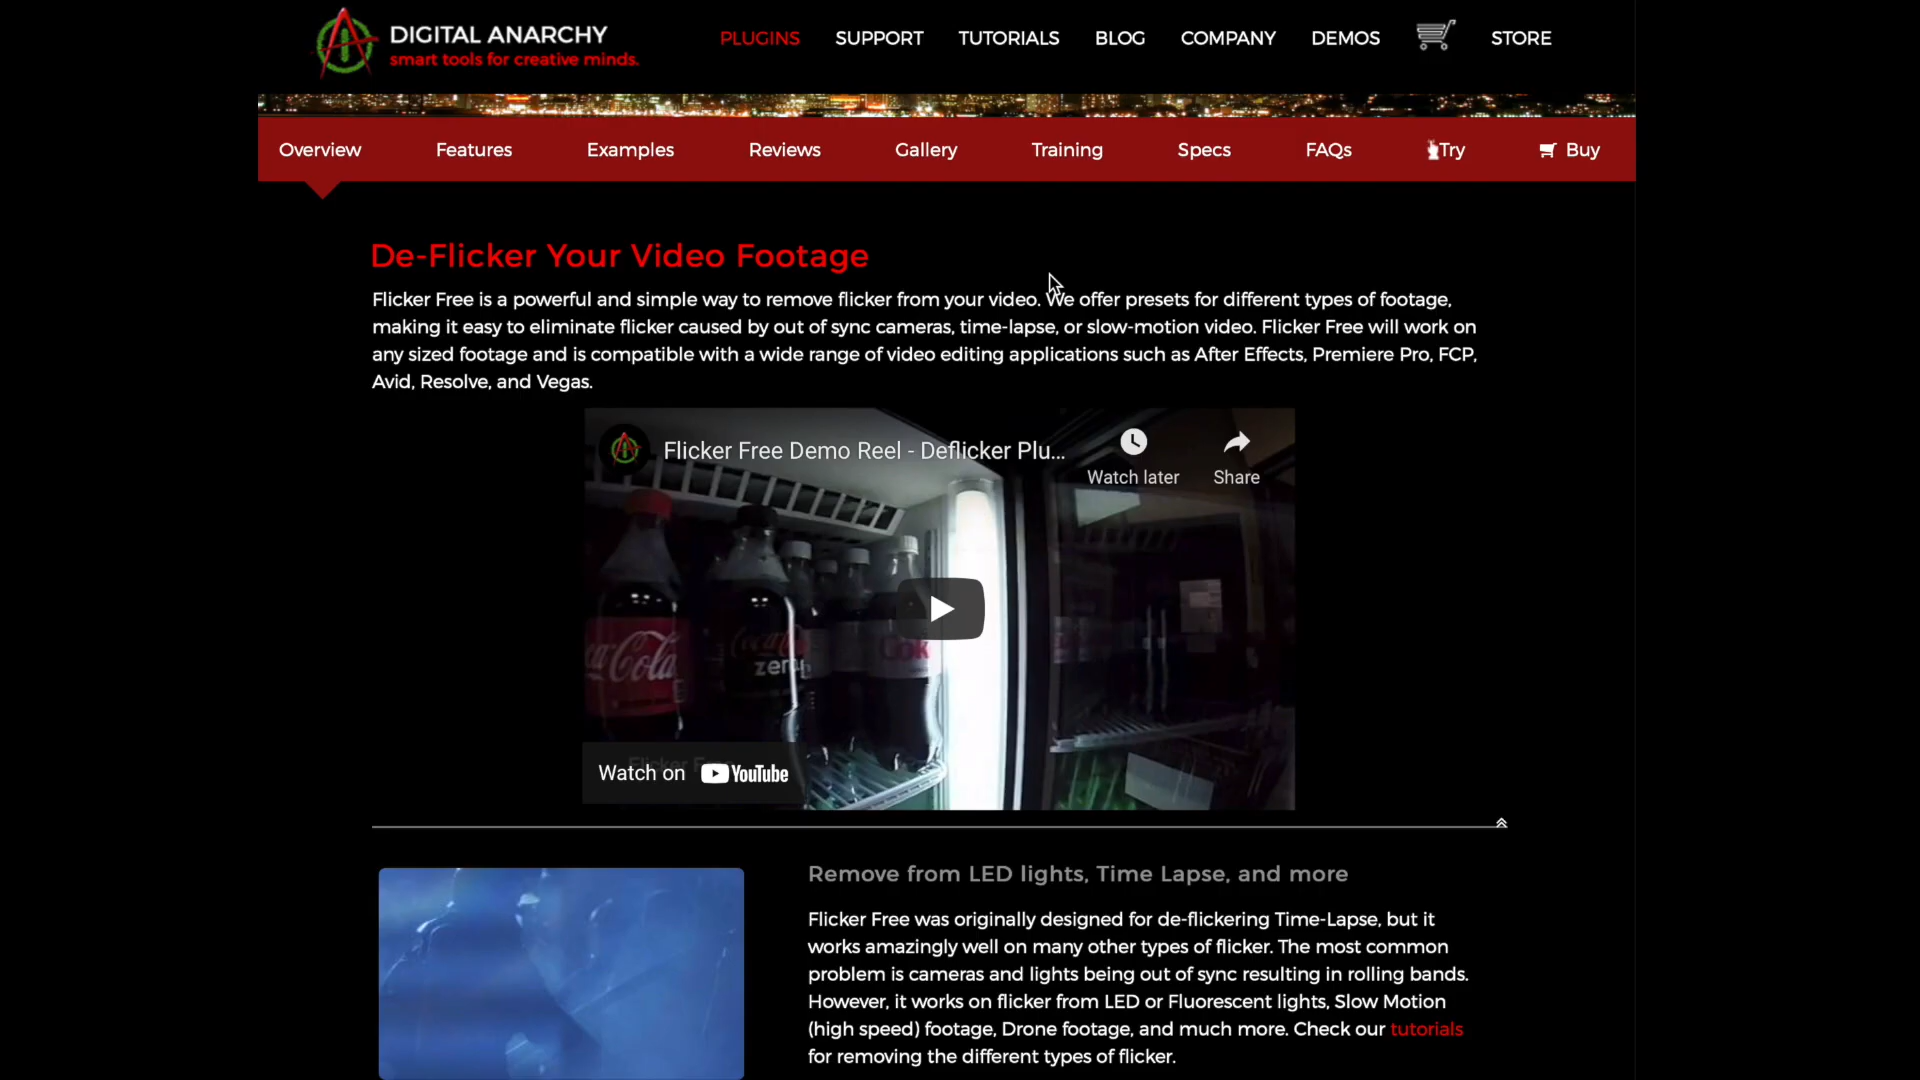 DIGITAL ANARCHY
smart tools for creative minds.
PLUGINS SUPPORT TUTORIALS BLOG COMPANY DEMOS STORE
Overview Features Examples Reviews Gallery Training Specs FAQs Try Buy
De-Flicker Your Video Footage
Flicker Free is a powerful and simple way to remove flicker from your video. We offer presets for different types of footage,
making it easy to eliminate flicker caused by out of sync cameras, time-lapse, or slow-motion video. Flicker Free will work on
any sized footage and is compatible with a wide range of video editing applications such as After Effects, Premiere Pro, FCP,
Avid, Resolve, and Vegas.
Flicker Free Demo Reel - Deflicker Plu...
Watch later Share
Coca-Cola
Coca-Cola
zero
Watch on YouTube
Remove from LED lights, Time Lapse, and more
Flicker Free was originally designed for de-flickering Time-Lapse, but it
works amazingly well on many other types of flicker. The most common
problem is cameras and lights being out of sync resulting in rolling bands.
However, it works on flicker from LED or Fluorescent lights, Slow Motion
(high speed) footage, Drone footage, and much more. Check our tutorials
for removing the different types of flicker.